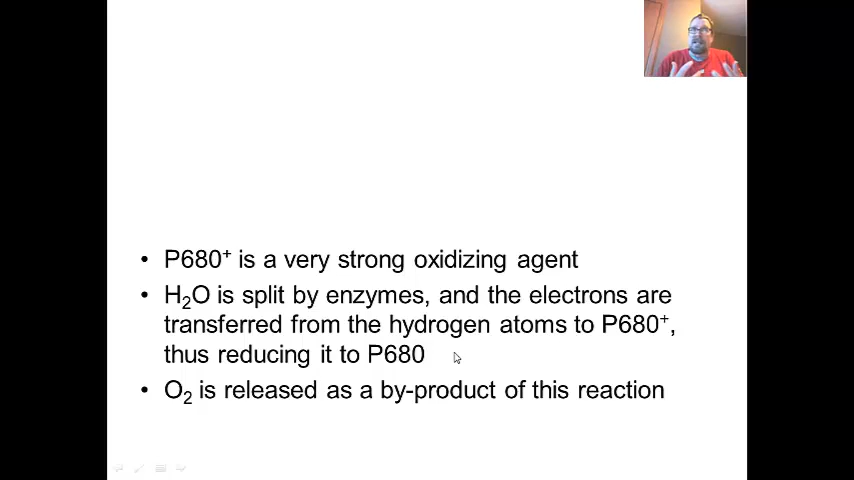 • P680⁺ is a very strong oxidizing agent
• H₂O is split by enzymes, and the electrons are
transferred from the hydrogen atoms to P680⁺,
thus reducing it to P680
• O₂ is released as a by-product of this reaction